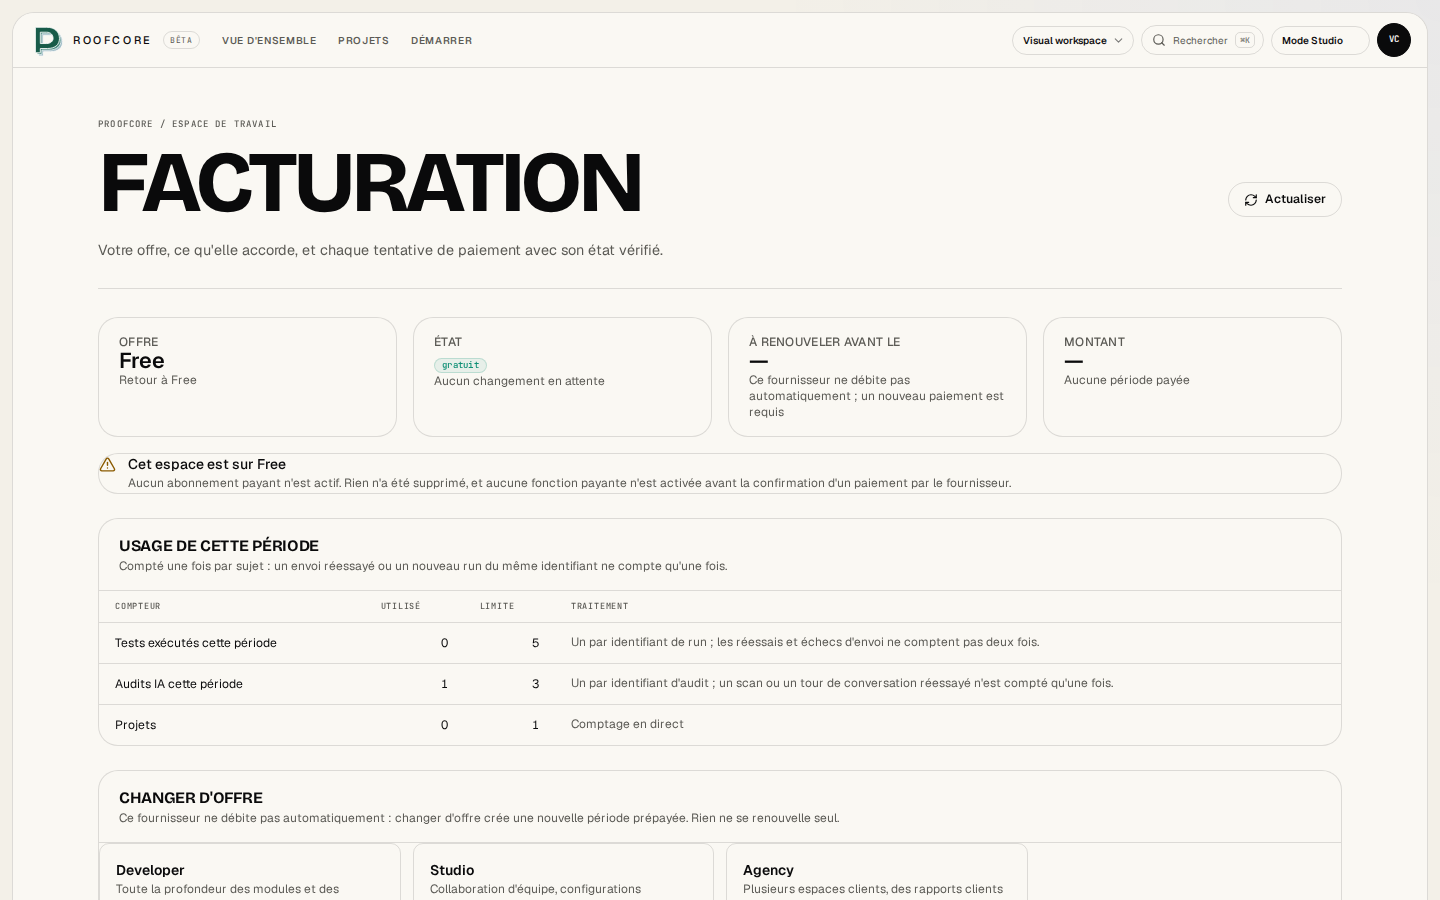 ROOFCORE BÊTA VUE D'ENSEMBLE PROJETS DÉMARRER Visual workspace Rechercher ⌘K Mode Studio VC
PROOFCORE / ESPACE DE TRAVAIL
FACTURATION
Actualiser
Votre offre, ce qu'elle accorde, et chaque tentative de paiement avec son état vérifié.
OFFRE
Free
Retour à Free
ÉTAT
gratuit
Aucun changement en attente
À RENOUVELER AVANT LE
—
Ce fournisseur ne débite pas
automatiquement ; un nouveau paiement est
requis
MONTANT
—
Aucune période payée
Cet espace est sur Free
Aucun abonnement payant n'est actif. Rien n'a été supprimé, et aucune fonction payante n'est activée avant la confirmation d'un paiement par le fournisseur.
USAGE DE CETTE PÉRIODE
Compté une fois par sujet : un envoi réessayé ou un nouveau run du même identifiant ne compte qu'une fois.
COMPTEUR UTILISÉ LIMITE TRAITEMENT
Tests exécutés cette période 0 5 Un par identifiant de run ; les réessais et échecs d'envoi ne comptent pas deux fois.
Audits IA cette période 1 3 Un par identifiant d'audit ; un scan ou un tour de conversation réessayé n'est compté qu'une fois.
Projets 0 1 Comptage en direct
CHANGER D'OFFRE
Ce fournisseur ne débite pas automatiquement : changer d'offre crée une nouvelle période prépayée. Rien ne se renouvelle seul.
Developer
Toute la profondeur des modules et des
Studio
Collaboration d'équipe, configurations
Agency
Plusieurs espaces clients, des rapports clients